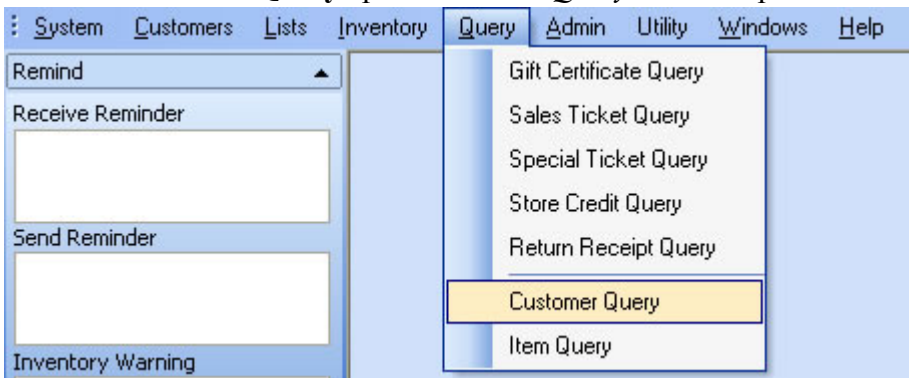 System Customers Lists Inventory Query Admin Utility Windows Help
Remind
Receive Reminder
Send Reminder
Inventory Warning
Gift Certificate Query
Sales Ticket Query
Special Ticket Query
Store Credit Query
Return Receipt Query
Customer Query
Item Query